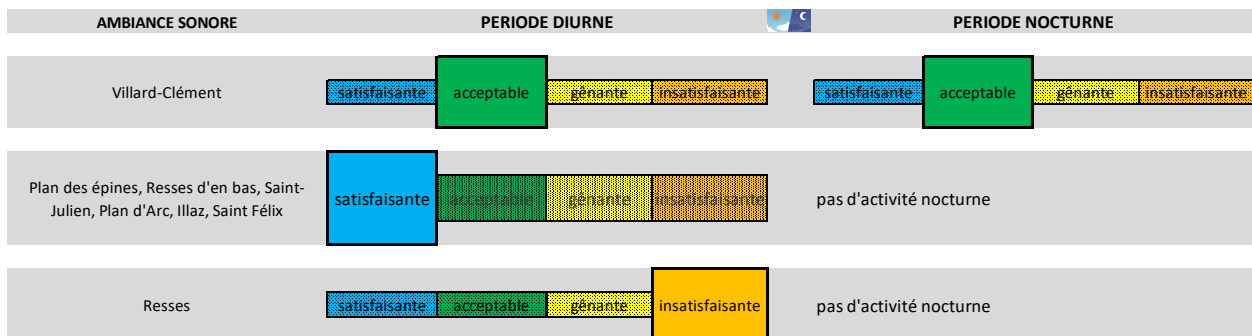 AMBIANCE SONORE PERIODE DIURNE PERIODE NOCTURNE
Villard-Clément satisfaisante acceptable gênante insatisfaisante satisfaisante acceptable gênante insatisfaisante
Plan des épines, Resses d'en bas, Saint-
Julien, Plan d'Arc, Illaz, Saint Félix
satisfaisante acceptable gênante insatisfaisante pas d'activité nocturne
Resses satisfaisante acceptable gênante insatisfaisante pas d'activité nocturne